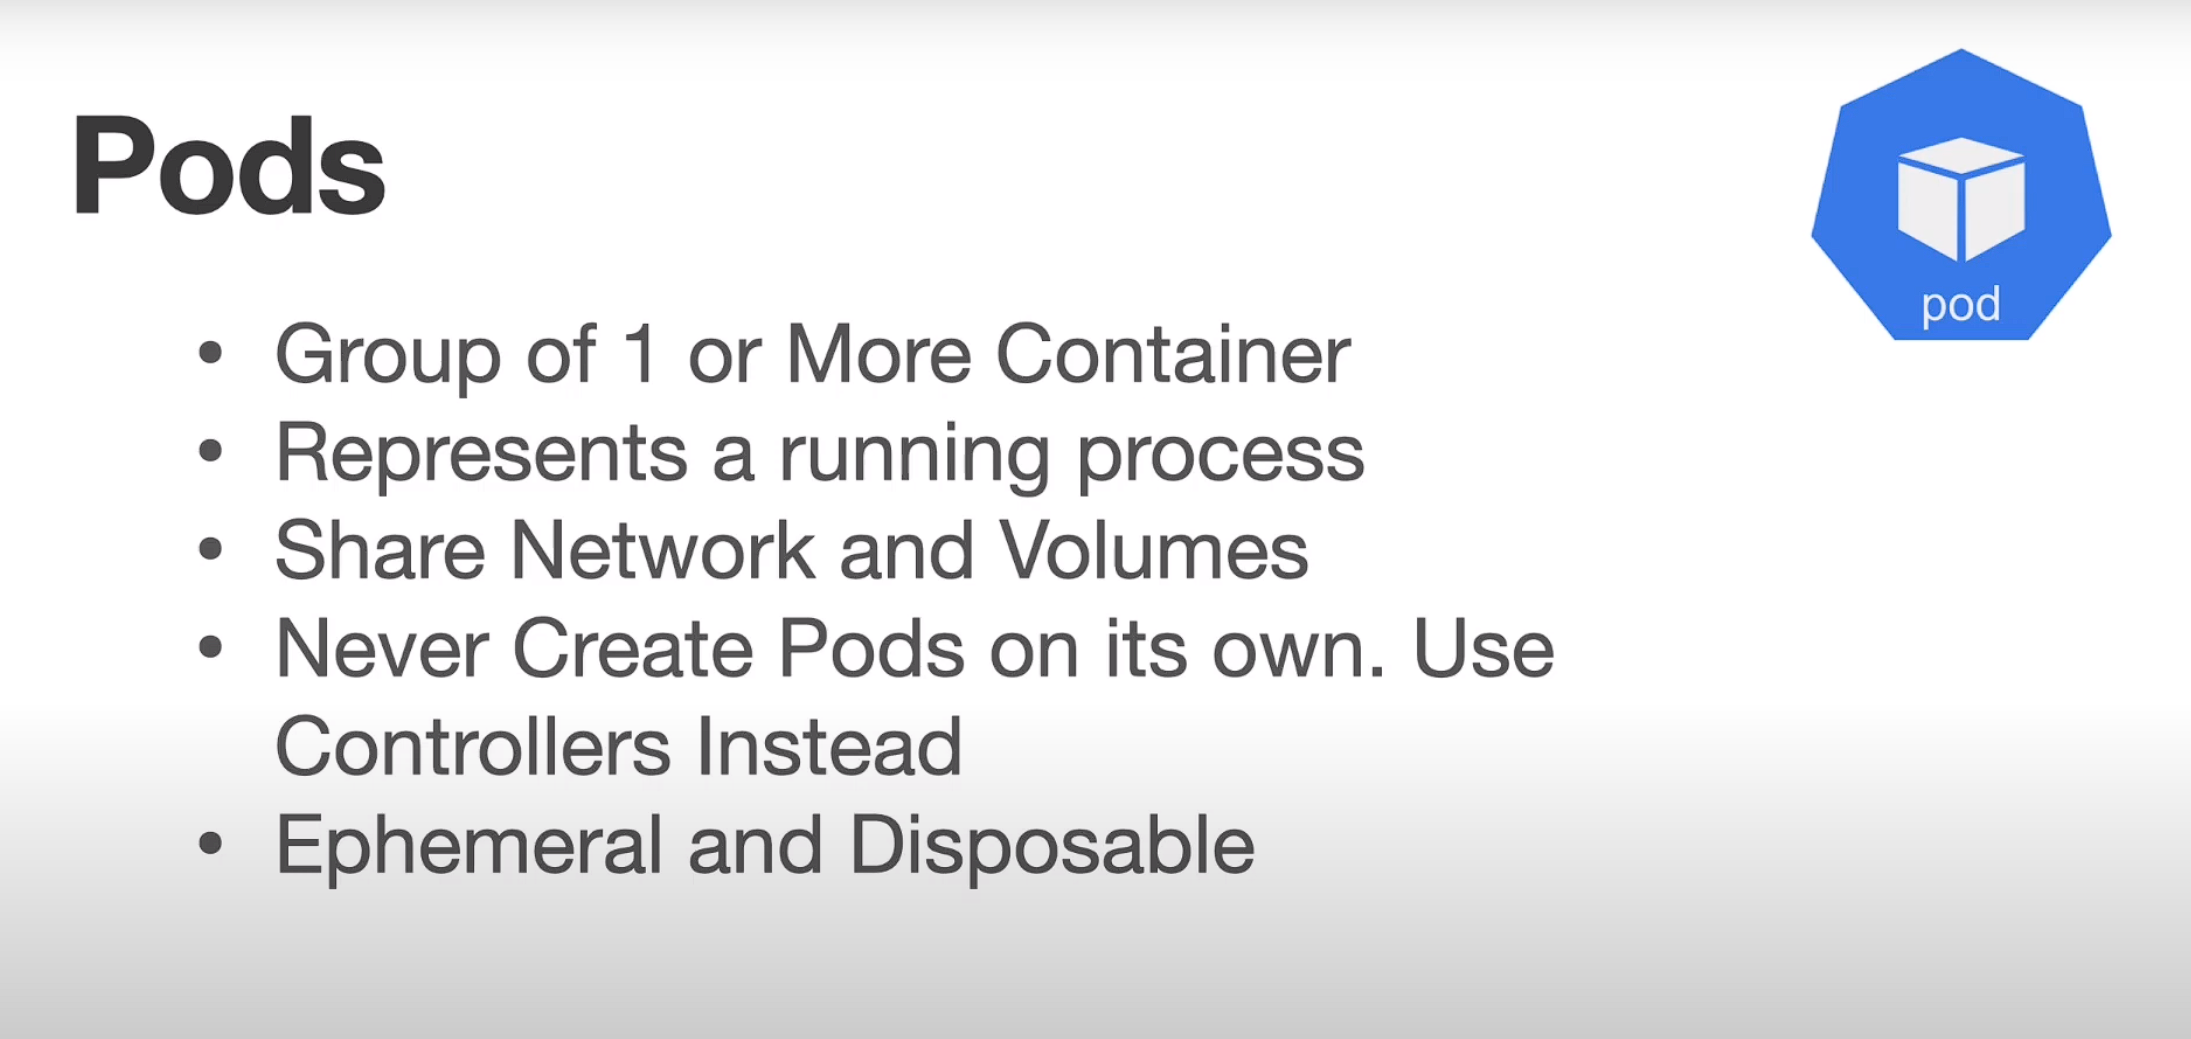 Pods
pod
• Group of 1 or More Container
• Represents a running process
• Share Network and Volumes
• Never Create Pods on its own. Use
Controllers Instead
• Ephemeral and Disposable